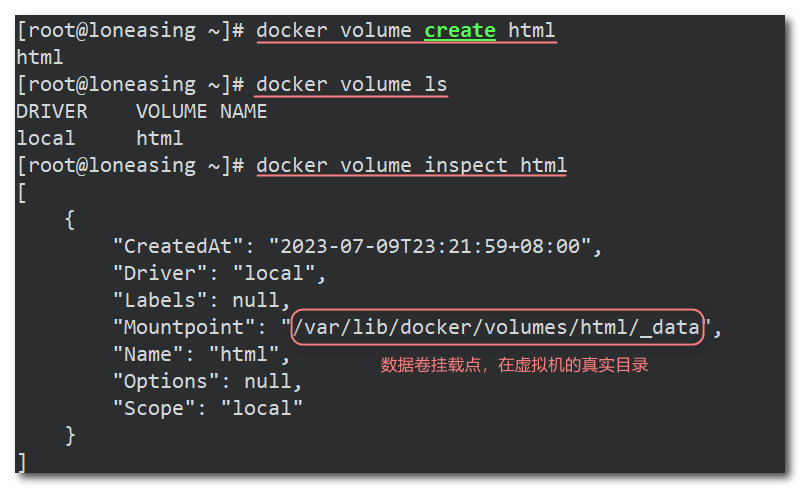 [root@loneasing ~]# docker volume create html
html
[root@loneasing ~]# docker volume ls
DRIVER    VOLUME NAME
local     html
[root@loneasing ~]# docker volume inspect html
[
    {
        "CreatedAt": "2023-07-09T23:21:59+08:00",
        "Driver": "local",
        "Labels": null,
        "Mountpoint": "/var/lib/docker/volumes/html/_data",
        "Name": "html",
数据卷挂载点，在虚拟机的真实目录
        "Options": null,
        "Scope": "local"
    }
]